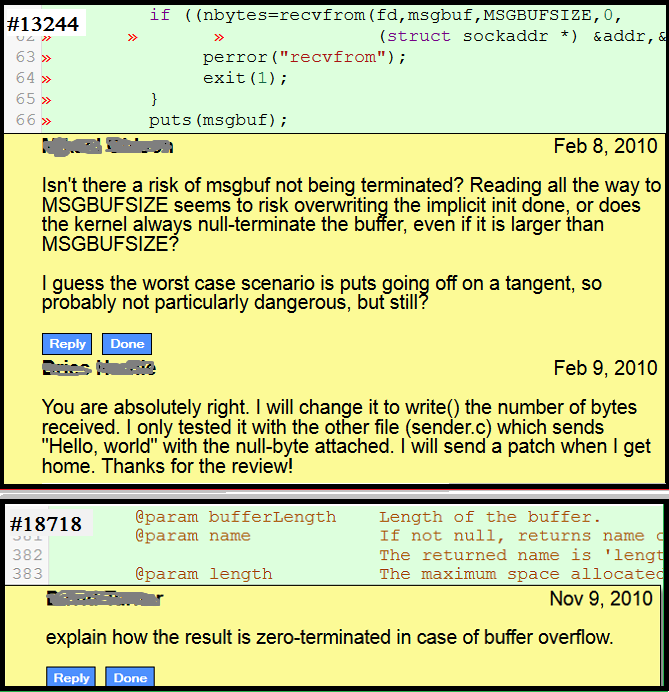 #13244
if ((nbytes=recvfrom(fd,msgbuf,MSGBUFSIZE,0,
62 » » » (struct sockaddr *) &addr,&
63 » perror("recvfrom");
64 » exit(1);
65 » }
66 » puts(msgbuf);
Feb 8, 2010
Isn't there a risk of msgbuf not being terminated? Reading all the way to
MSGBUFSIZE seems to risk overwriting the implicit init done, or does
the kernel always null-terminate the buffer, even if it is larger than
MSGBUFSIZE?
I guess the worst case scenario is puts going off on a tangent, so
probably not particularly dangerous, but still?
Reply Done
Feb 9, 2010
You are absolutely right. I will change it to write() the number of bytes
received. I only tested it with the other file (sender.c) which sends
"Hello, world" with the null-byte attached. I will send a patch when I get
home. Thanks for the review!
#18718
@param bufferLength Length of the buffer.
381 @param name If not null, returns name
382 The returned name is 'lengt
383 @param length The maximum space allocated
Nov 9, 2010
explain how the result is zero-terminated in case of buffer overflow.
Reply Done